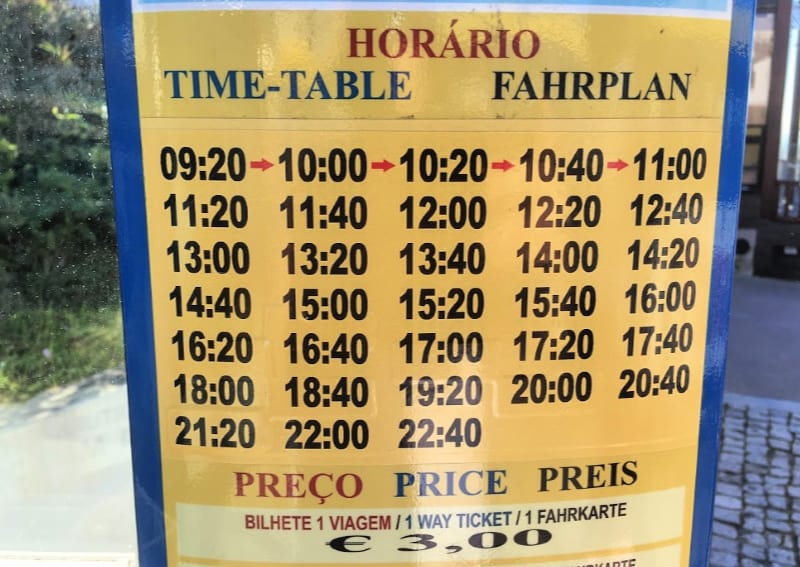 HORÁRIO
TIME-TABLE FAHRPLAN
09:20 → 10:00 → 10:20 → 10:40 → 11:00
11:20 11:40 12:00 12:20 12:40
13:00 13:20 13:40 14:00 14:20
14:40 15:00 15:20 15:40 16:00
16:20 16:40 17:00 17:20 17:40
18:00 18:40 19:20 20:00 20:40
21:20 22:00 22:40
PREÇO PRICE PREIS
BILHETE 1 VIAGEM / 1 WAY TICKET / 1 FAHRKARTE
€ 3,00